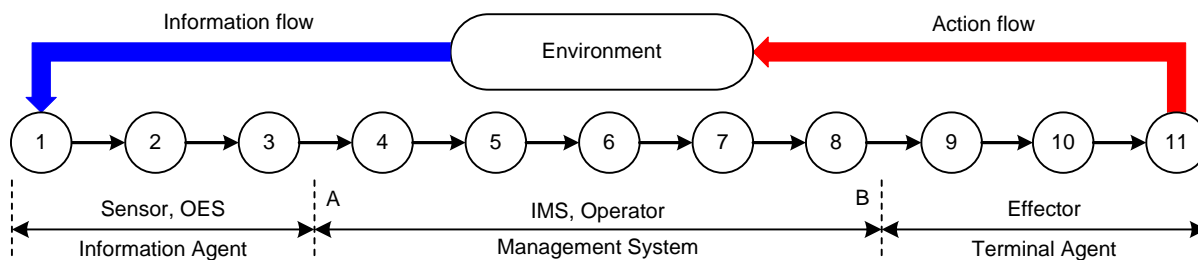 Information flow
Environment
Action flow
1 2 3 4 5 6 7 8 9 10 11
A
B
Sensor, OES
IMS, Operator
Effector
Information Agent
Management System
Terminal Agent